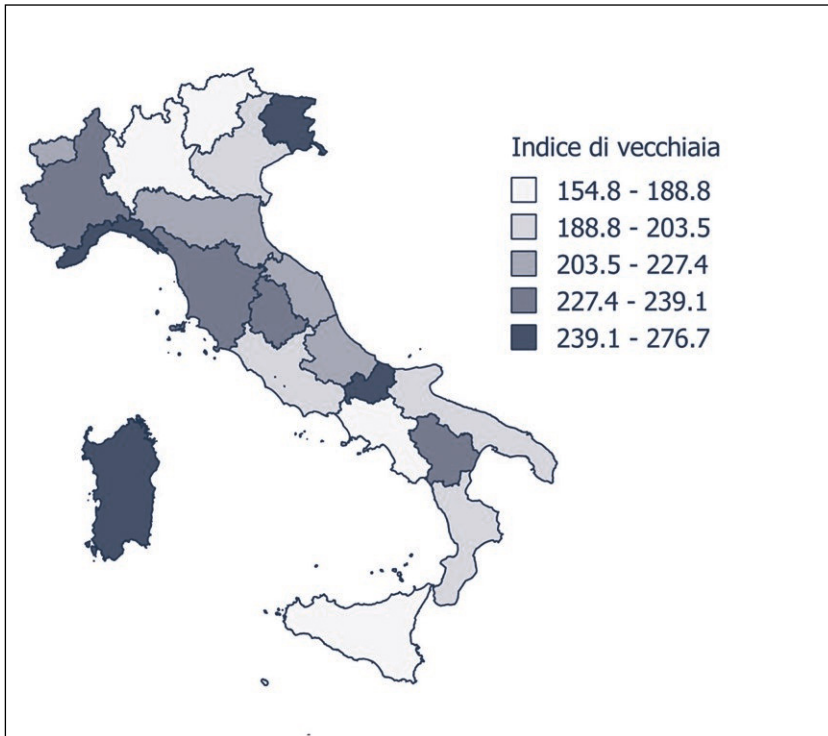 Indice di vecchiaia
154.8 - 188.8
188.8 - 203.5
203.5 - 227.4
227.4 - 239.1
239.1 - 276.7